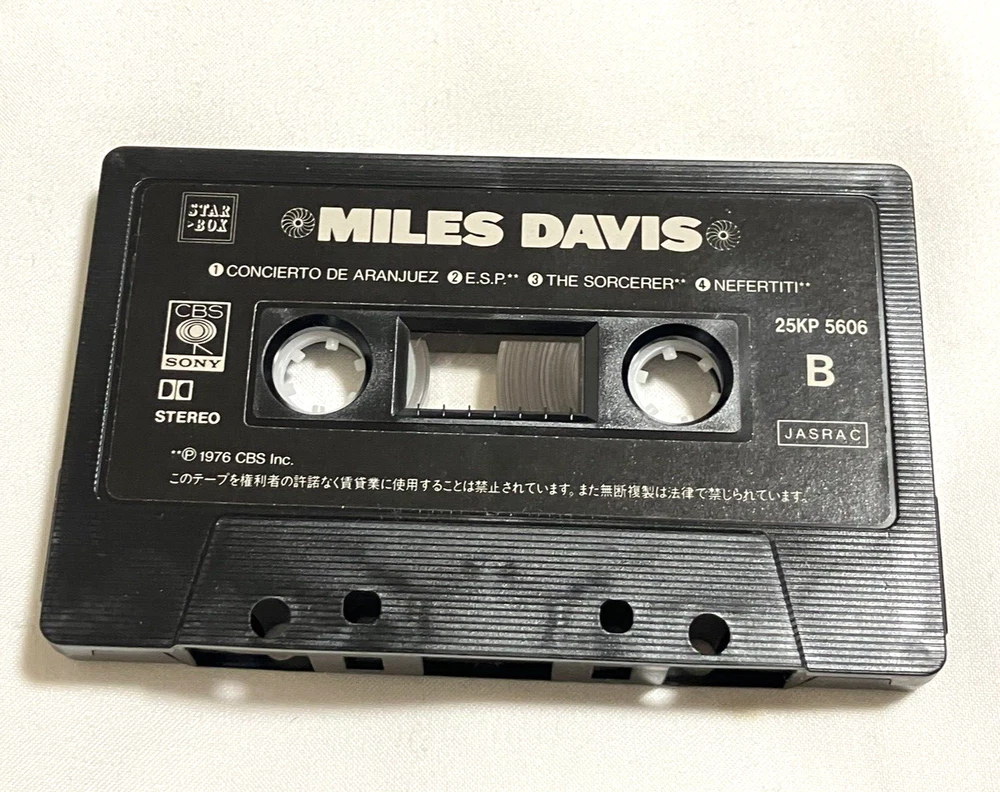 STAR
>BOX
MILES DAVIS
❶CONCIERTO DE ARANJUEZ ❷E.S.P.** ❸THE SORCERER** ❹NEFERTITI**
CBS
SONY
STEREO
25KP 5606
B
JASRAC
**Ⓟ1976 CBS Inc.
このテープを権利者の許諾なく賃貸業に使用することは禁止されています。また無断複製は法律で禁じられています。